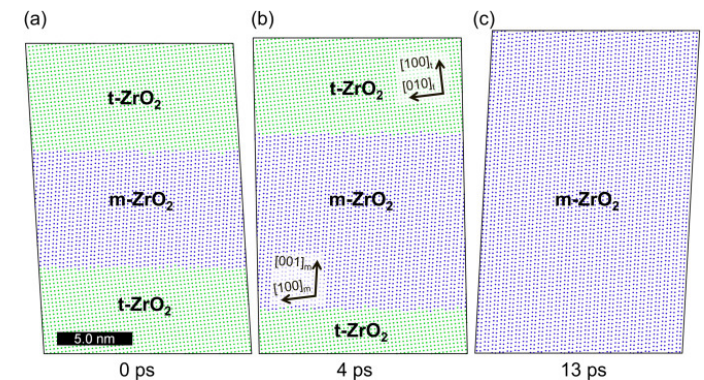 (a)
(b)
(c)
t-ZrO₂
m-ZrO₂
t-ZrO₂
5.0 nm
0 ps
[100]ₜ
[010]ₜ
t-ZrO₂
m-ZrO₂
[001]ₘ
[100]ₘ
t-ZrO₂
4 ps
m-ZrO₂
13 ps